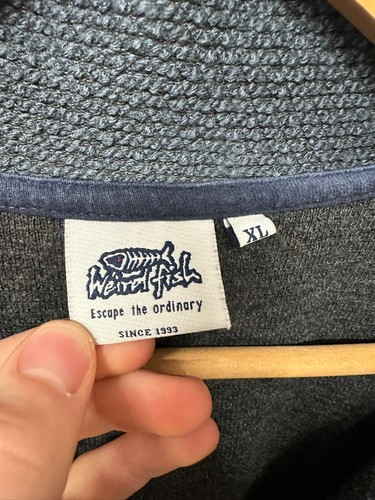 Weird fish
Escape the ordinary
SINCE 1993
XL